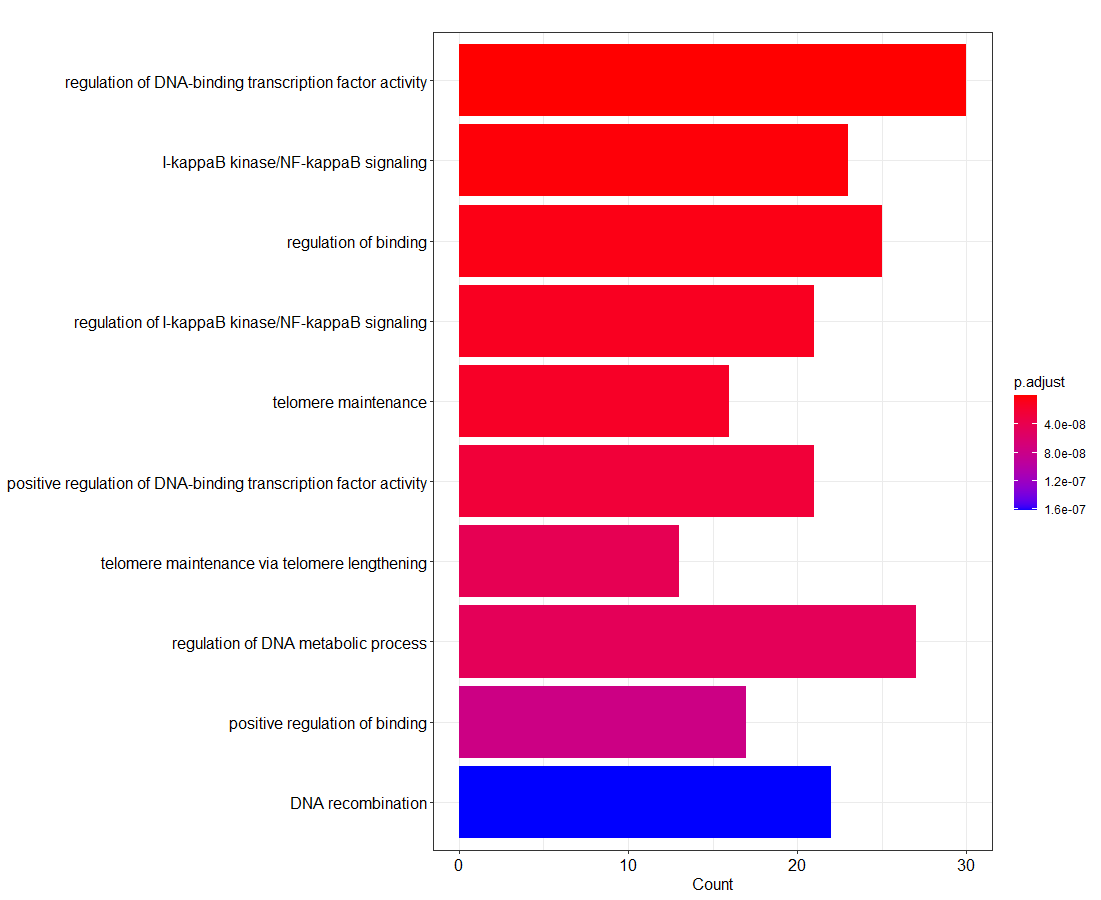 regulation of DNA-binding transcription factor activity
I-kappaB kinase/NF-kappaB signaling
regulation of binding
regulation of I-kappaB kinase/NF-kappaB signaling
telomere maintenance
positive regulation of DNA-binding transcription factor activity
telomere maintenance via telomere lengthening
regulation of DNA metabolic process
positive regulation of binding
DNA recombination
0 10 20 30
Count
p.adjust
4.0e-08
8.0e-08
1.2e-07
1.6e-07